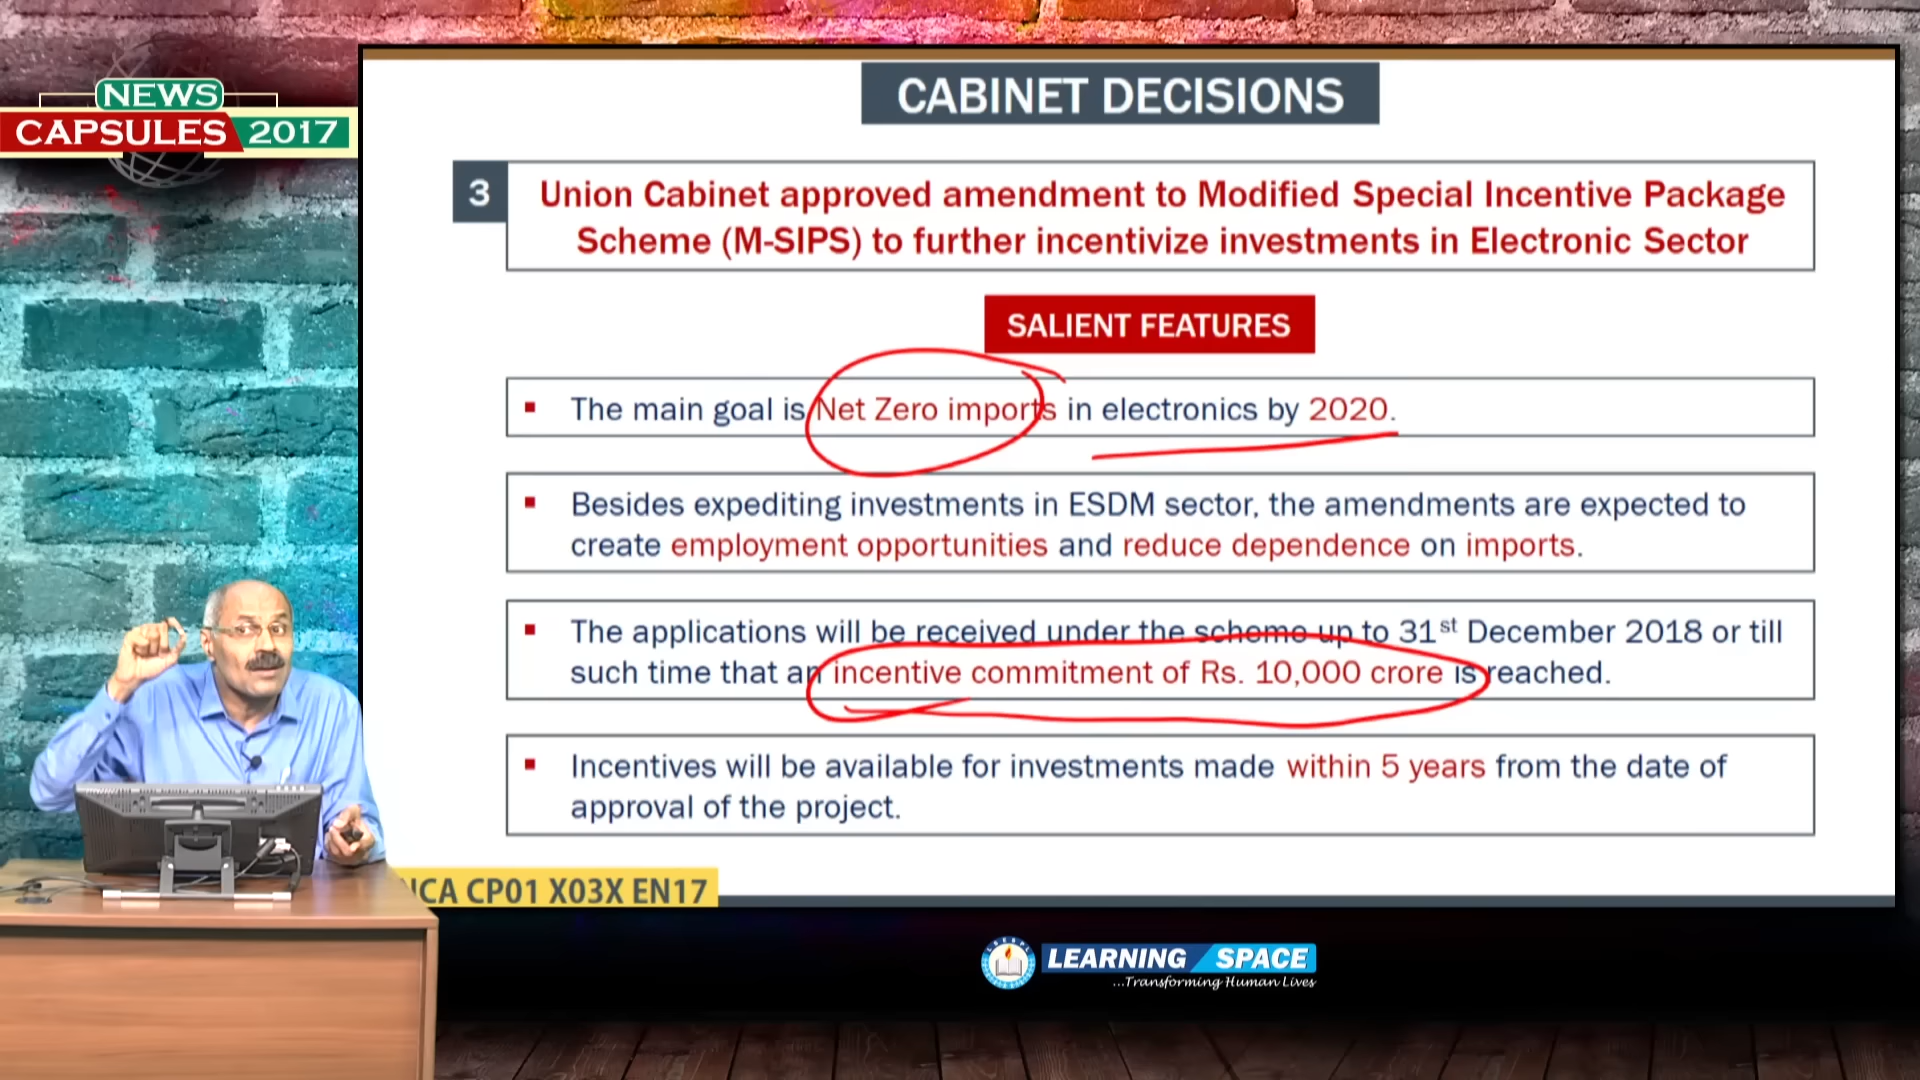 NEWS
CAPSULES 2017
CABINET DECISIONS
3
Union Cabinet approved amendment to Modified Special Incentive Package
Scheme (M-SIPS) to further incentivize investments in Electronic Sector
SALIENT FEATURES
The main goal is Net Zero imports in electronics by 2020.
Besides expediting investments in ESDM sector, the amendments are expected to
create employment opportunities and reduce dependence on imports.
The applications will be received under the scheme up to 31st December 2018 or till
such time that an incentive commitment of Rs. 10,000 crore is reached.
Incentives will be available for investments made within 5 years from the date of
approval of the project.
CP01 X03X EN17
LEARNING SPACE
...Transforming Human Lives